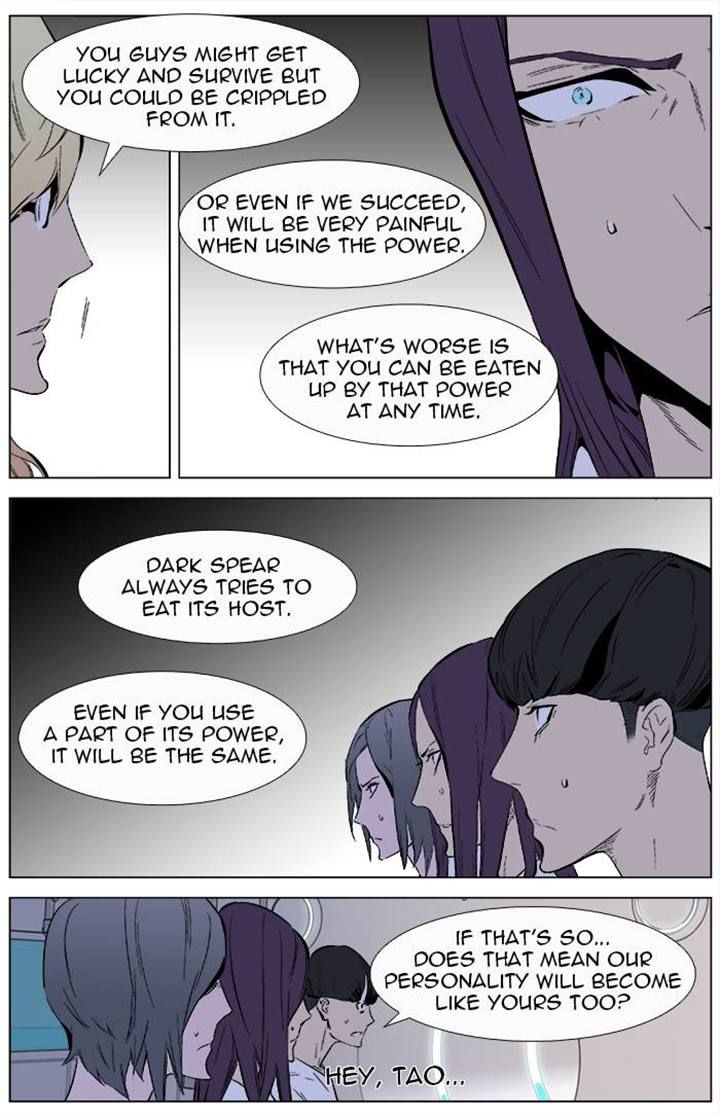 YOU GUYS MIGHT GET
LUCKY AND SURVIVE BUT
YOU COULD BE CRIPPLED
FROM IT.
OR EVEN IF WE SUCCEED,
IT WILL BE VERY PAINFUL
WHEN USING THE POWER.
WHAT'S WORSE IS
THAT YOU CAN BE EATEN
UP BY THAT POWER
AT ANY TIME.
DARK SPEAR
ALWAYS TRIES TO
EAT ITS HOST.
EVEN IF YOU USE
A PART OF ITS POWER,
IT WILL BE THE SAME.
IF THAT'S SO...
DOES THAT MEAN OUR
PERSONALITY WILL BECOME
LIKE YOURS TOO?
HEY, TAO...